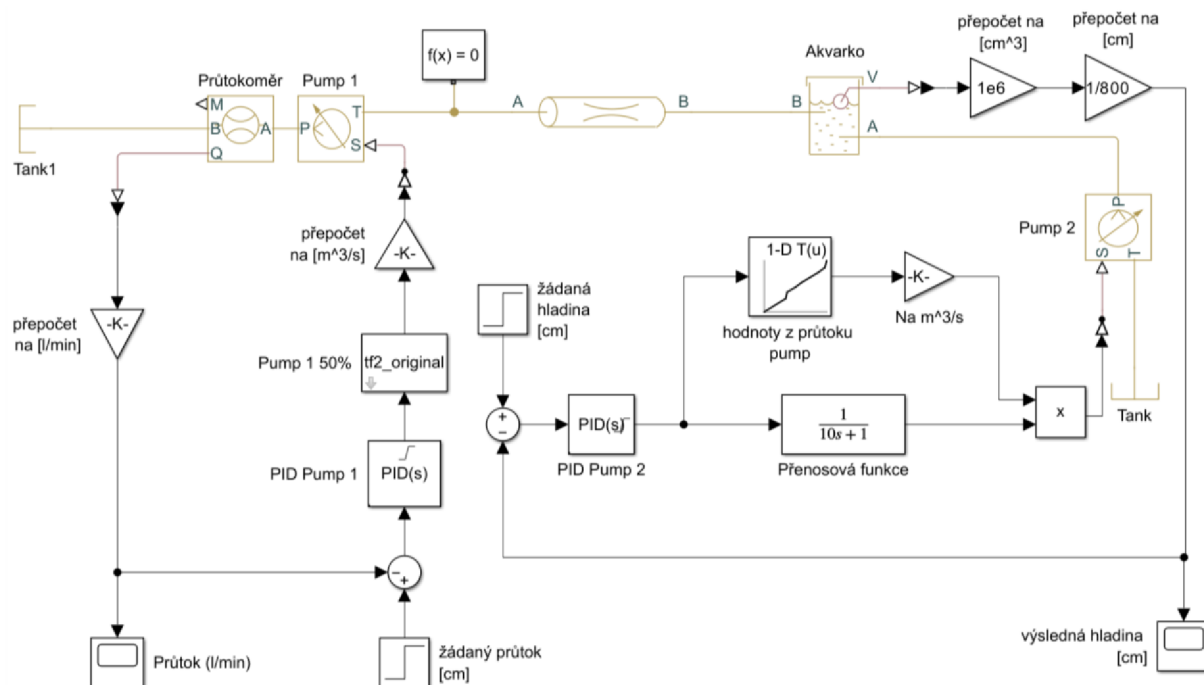 přepočet na
[cm^3]
přepočet na
[cm]
f(x) = 0
Akvarko
Průtokoměr
Pump 1
V
1e6
1/800
M
B
A
Q
P
T
S
A
B
B
A
Tank1
přepočet
na [m^3/s]
-K-
P
Pump 2
S
T
1-D T(u)
-K-
Na m^3/s
hodnoty z průtoku
pump
žádaná
hladina
[cm]
přepočet
na [l/min]
-K-
Pump 1 50%
tf2_original
+
−
PID(s)
PID Pump 2
1
10s+1
Přenosová funkce
x
Tank
PID Pump 1
PID(s)
−
+
Průtok (l/min)
žádaný průtok
[cm]
výsledná hladina
[cm]